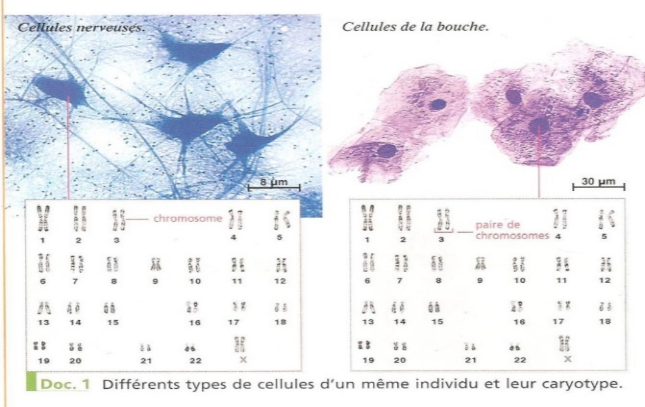 Cellules nerveuses.
Cellules de la bouche.
8 µm
30 µm
chromosome
1 2 3 4 5
6 7 8 9 10 11 12
13 14 15 16 17 18
19 20 21 22 X
paire de
chromosomes
1 2 3 4 5
6 7 8 9 10 11 12
13 14 15 16 17 18
19 20 21 22 X
Doc. 1 Différents types de cellules d'un même individu et leur caryotype.